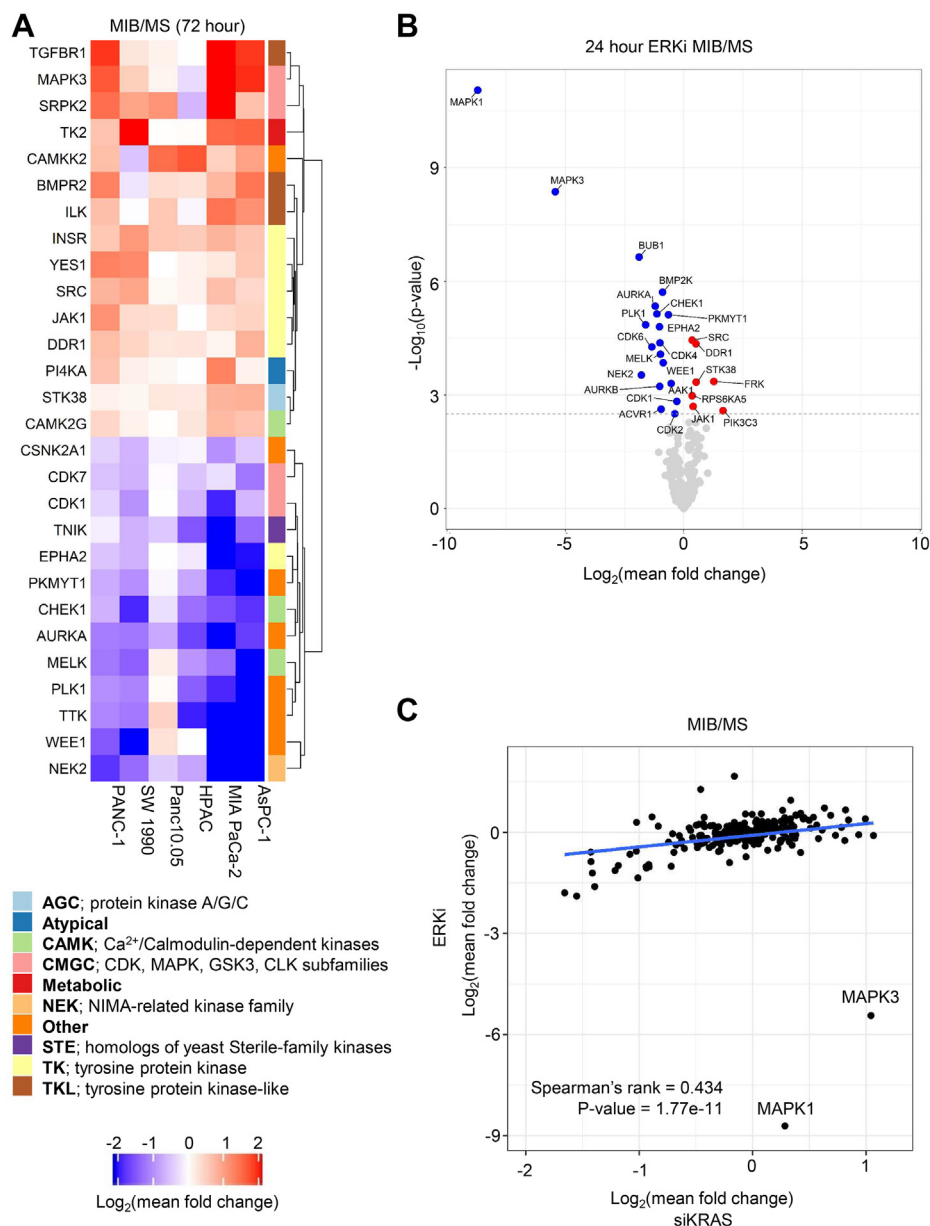 A
MIB/MS (72 hour)
TGFBR1
MAPK3
SRPK2
TK2
CAMKK2
BMPR2
ILK
INSR
YES1
SRC
JAK1
DDR1
PI4KA
STK38
CAMK2G
CSNK2A1
CDK7
CDK1
TNIK
EPHA2
PKMYT1
CHEK1
AURKA
MELK
PLK1
TTK
WEE1
NEK2
PANC-1
SW 1990
Panc10.05
HPAC
MIA PaCa-2
AsPC-1
AGC; protein kinase A/G/C
Atypical
CAMK; Ca²⁺/Calmodulin-dependent kinases
CMGC; CDK, MAPK, GSK3, CLK subfamilies
Metabolic
NEK; NIMA-related kinase family
Other
STE; homologs of yeast Sterile-family kinases
TK; tyrosine protein kinase
TKL; tyrosine protein kinase-like
-2 -1 0 1 2
Log₂(mean fold change)
B
24 hour ERKi MIB/MS
MAPK1
MAPK3
BUB1
BMP2K
AURKA
CHEK1
PLK1
PKMYT1
EPHA2
SRC
CDK6
CDK4
DDR1
MELK
WEE1
STK38
NEK2
FRK
AURKB
AAK1
RPS6KA5
CDK1
ACVR1
JAK1
PIK3C3
CDK2
9
6
3
0
-Log₁₀(p-value)
-10 -5 0 5 10
Log₂(mean fold change)
C
MIB/MS
0
-3
-6
-9
ERKi
Log₂(mean fold change)
MAPK3
MAPK1
Spearman's rank = 0.434
P-value = 1.77e-11
-2 -1 0 1
Log₂(mean fold change)
siKRAS